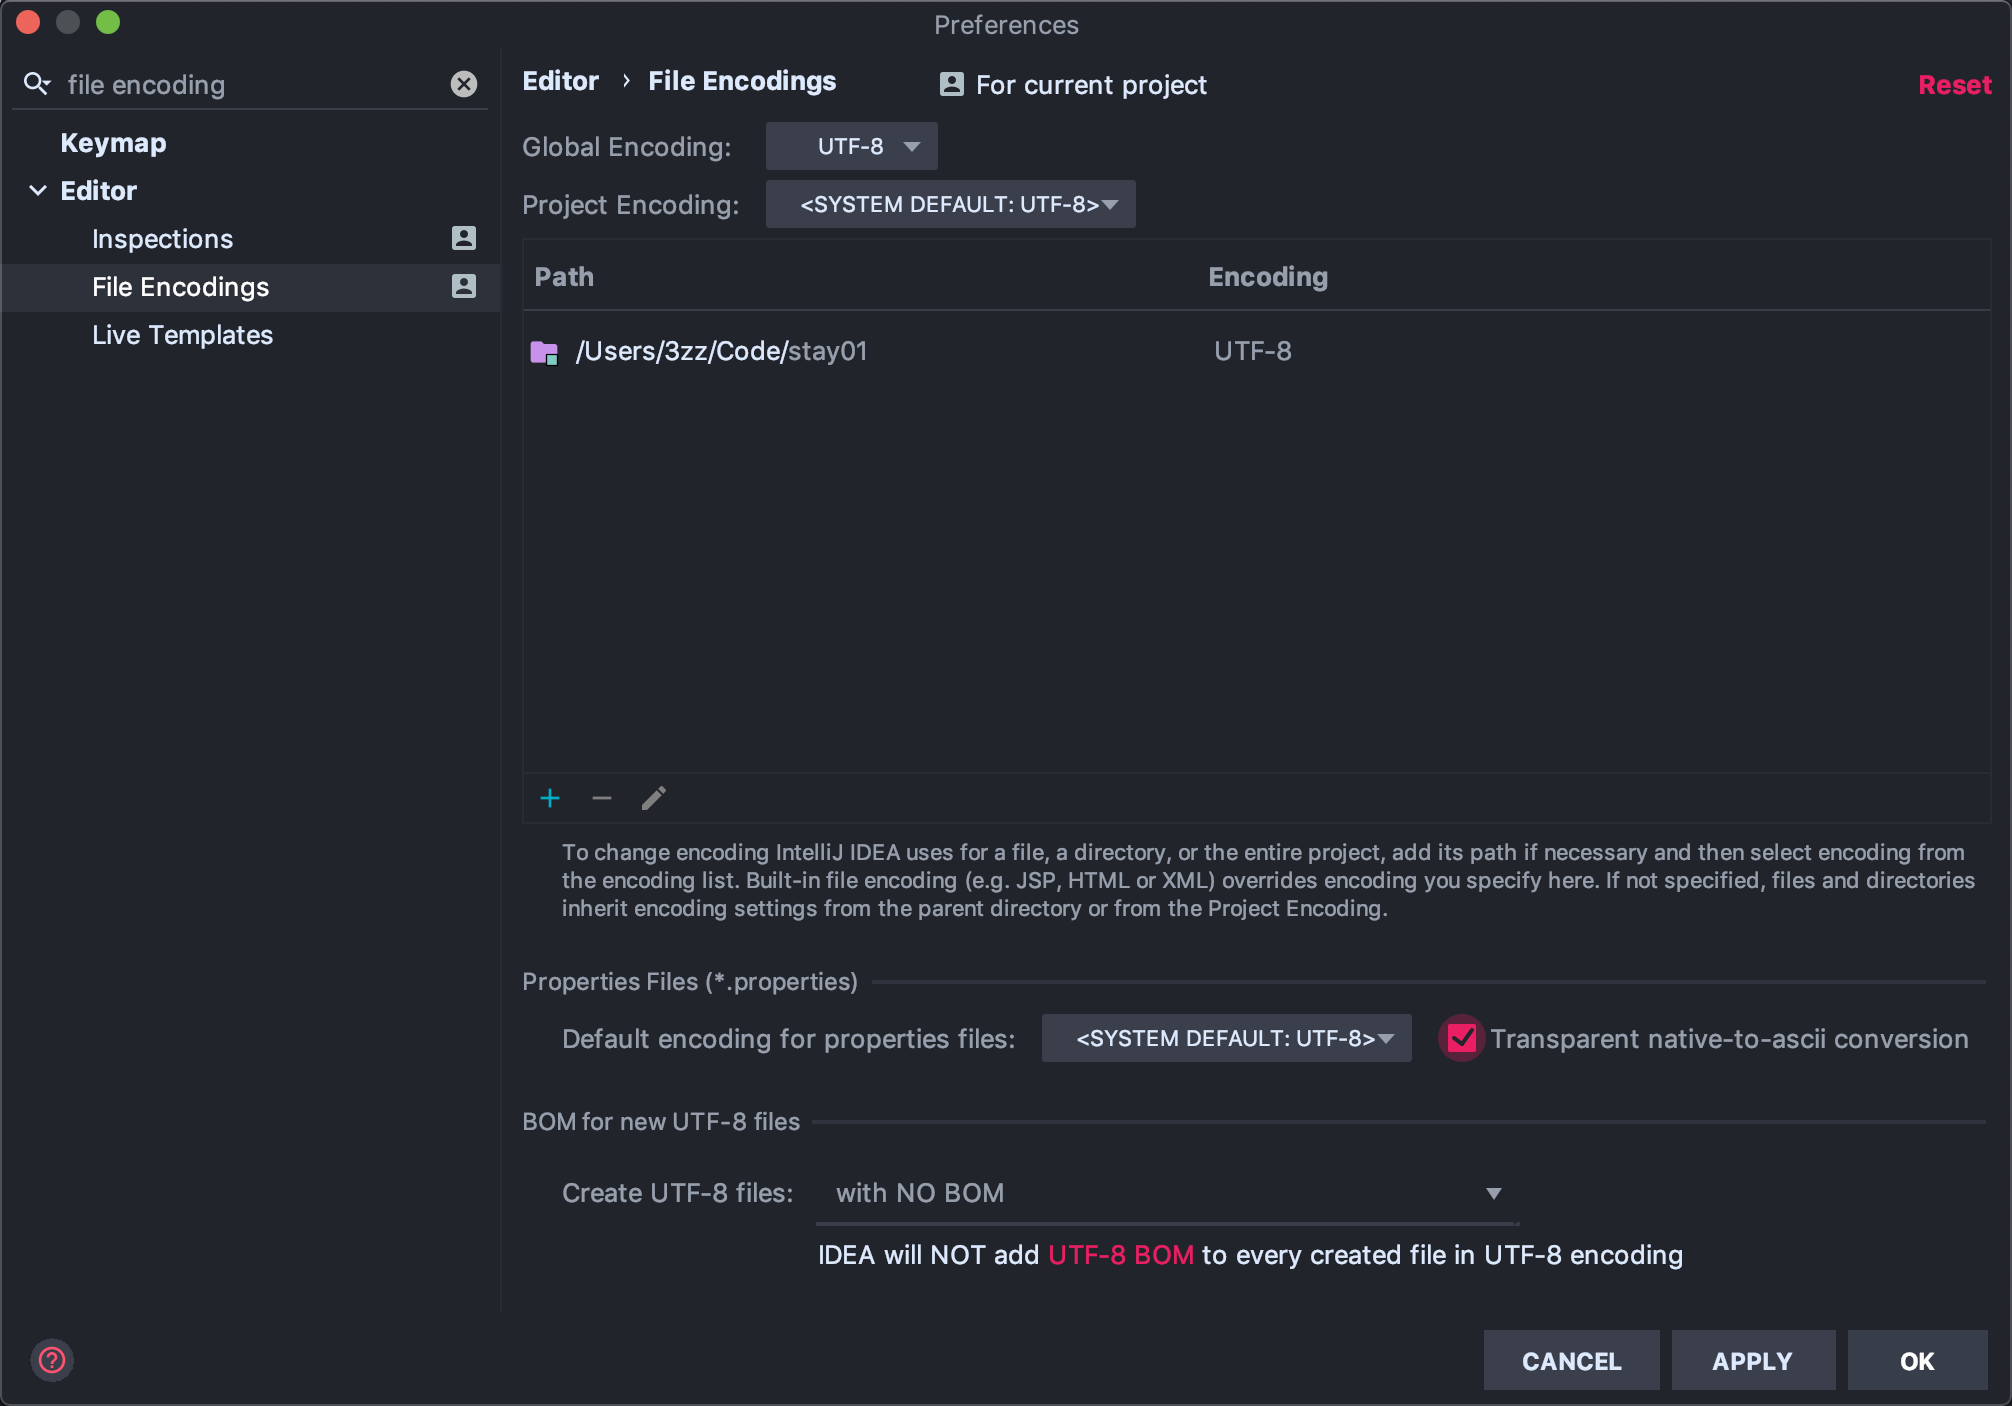 Preferences
file encoding
Keymap
Editor
Inspections
File Encodings
Live Templates
Editor › File Encodings
For current project
Reset
Global Encoding: UTF-8
Project Encoding: <SYSTEM DEFAULT: UTF-8>
Path Encoding
/Users/3zz/Code/stay01 UTF-8
To change encoding IntelliJ IDEA uses for a file, a directory, or the entire project, add its path if necessary and then select encoding from
the encoding list. Built-in file encoding (e.g. JSP, HTML or XML) overrides encoding you specify here. If not specified, files and directories
inherit encoding settings from the parent directory or from the Project Encoding.
Properties Files (*.properties)
Default encoding for properties files: <SYSTEM DEFAULT: UTF-8> Transparent native-to-ascii conversion
BOM for new UTF-8 files
Create UTF-8 files: with NO BOM
IDEA will NOT add UTF-8 BOM to every created file in UTF-8 encoding
?
CANCEL APPLY OK